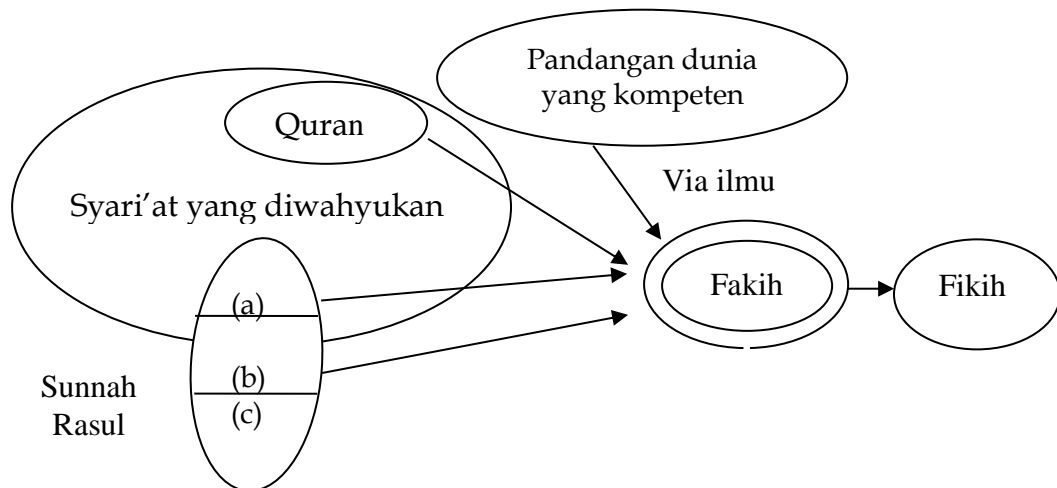 Pandangan dunia
yang kompeten
Quran
Via ilmu
Syari’at yang diwahyukan
Fakih
Fikih
(a)
(b)
Sunnah
Rasul
(c)